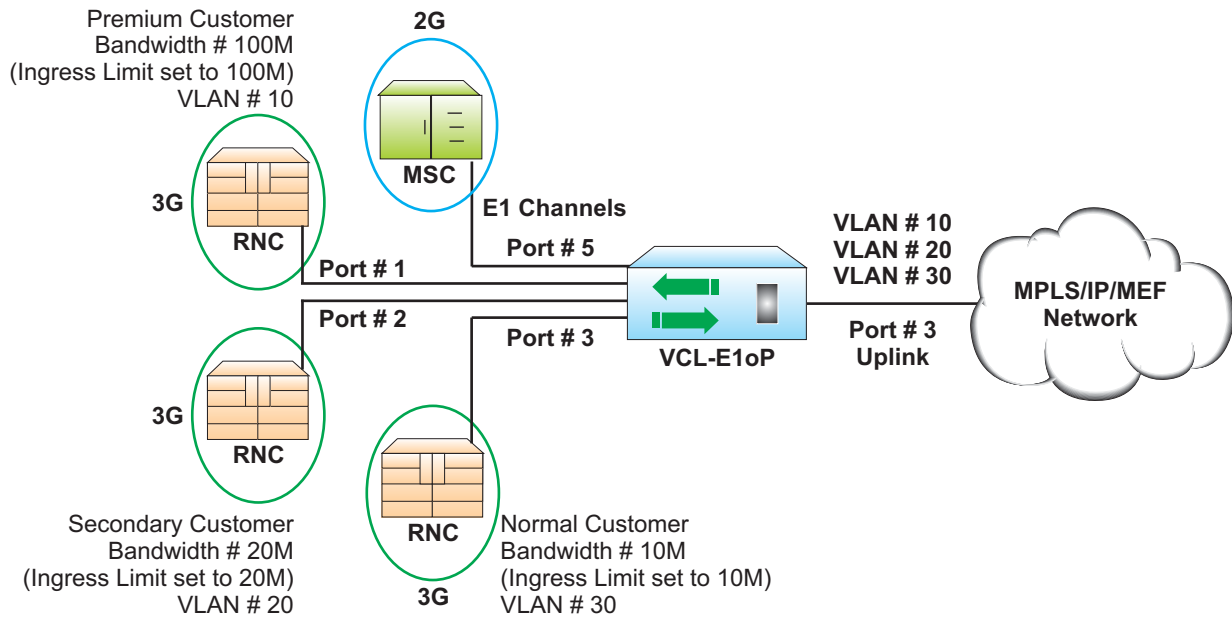 Premium Customer
Bandwidth # 100M
(Ingress Limit set to 100M)
VLAN # 10
3G
RNC
2G
MSC
E1 Channels
Port # 5
Port # 1
Port # 2
Port # 3
VCL-E1oP
VLAN # 10
VLAN # 20
VLAN # 30
Port # 3
Uplink
MPLS/IP/MEF
Network
3G
RNC
Secondary Customer
Bandwidth # 20M
(Ingress Limit set to 20M)
VLAN # 20
RNC
3G
Normal Customer
Bandwidth # 10M
(Ingress Limit set to 10M)
VLAN # 30